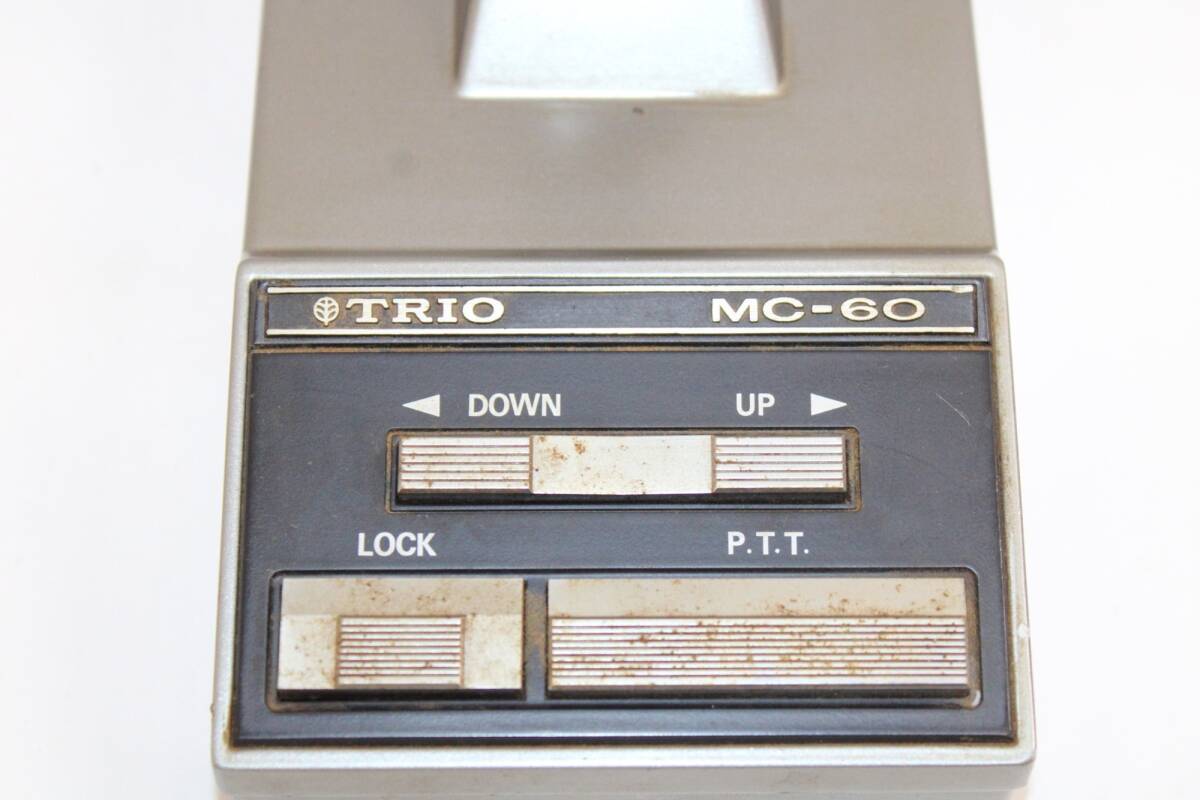 TRIO MC-60
◀ DOWN UP ▶
LOCK P.T.T.